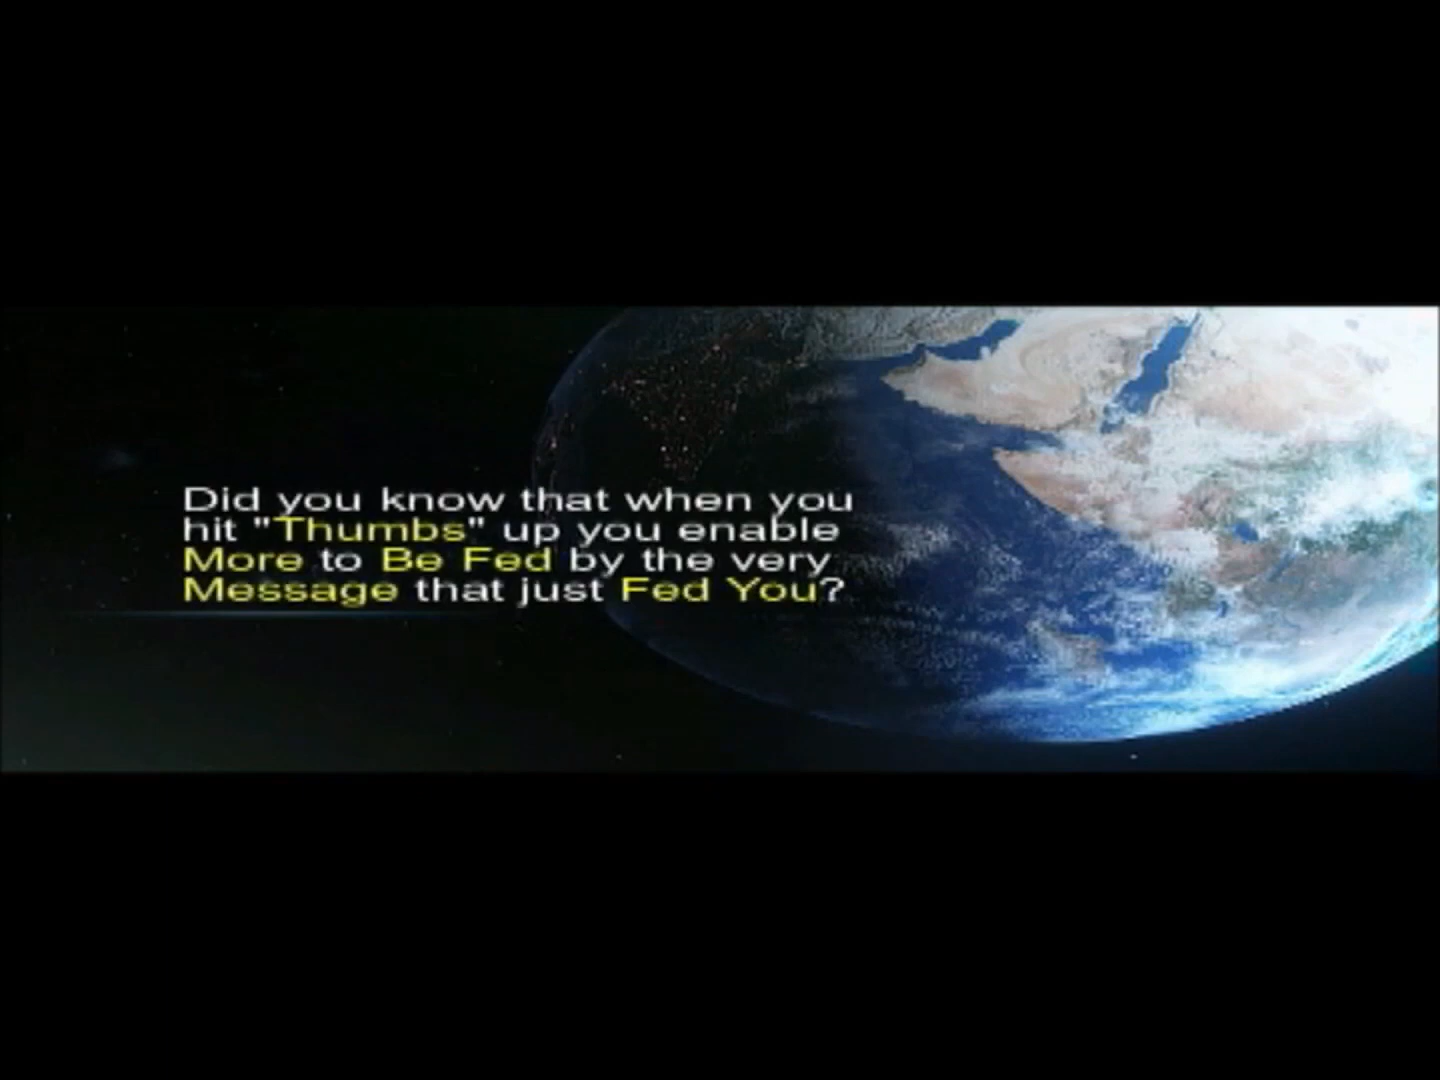 Did you know that when you
hit "Thumbs" up you enable
More to Be Fed by the very
Message that just Fed You?